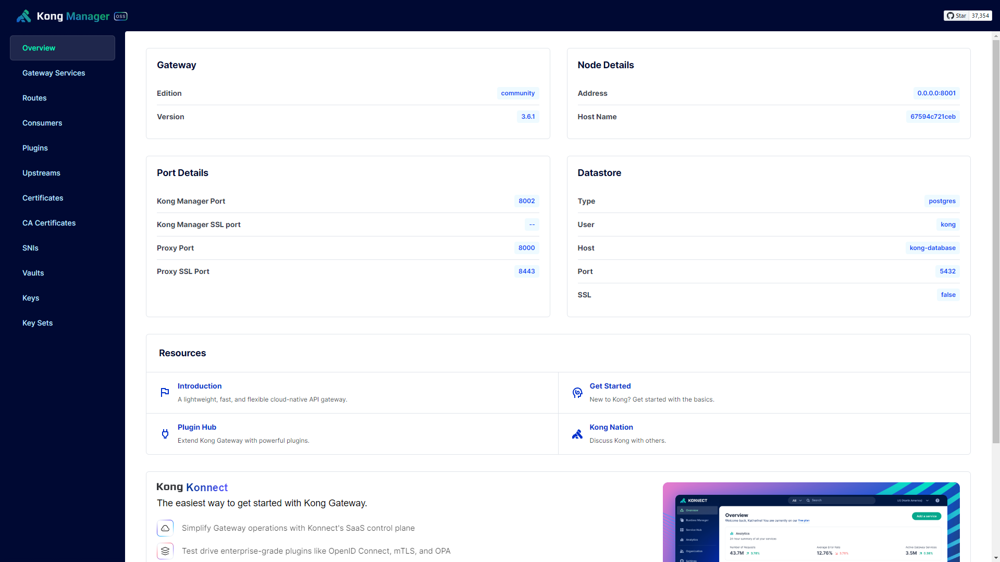 Kong Manager OSS
Star 37,354
Overview
Gateway Services
Routes
Consumers
Plugins
Upstreams
Certificates
CA Certificates
SNIs
Vaults
Keys
Key Sets
Gateway
Edition community
Version 3.6.1
Node Details
Address 0.0.0.0:8001
Host Name 67594c721ceb
Port Details
Kong Manager Port 8002
Kong Manager SSL port --
Proxy Port 8000
Proxy SSL Port 8443
Datastore
Type postgres
User kong
Host kong-database
Port 5432
SSL false
Resources
Introduction
A lightweight, fast, and flexible cloud-native API gateway.
Get Started
New to Kong? Get started with the basics.
Plugin Hub
Extend Kong Gateway with powerful plugins.
Kong Nation
Discuss Kong with others.
Kong Konnect
The easiest way to get started with Kong Gateway.
Simplify Gateway operations with Konnect's SaaS control plane
Test drive enterprise-grade plugins like OpenID Connect, mTLS, and OPA
KONNECT
All Search US (North America)
Overview
Runtime Manager
Service Hub
Analytics
Organization
Settings
Overview
Welcome back, Katherine! You are currently on our free plan
Add a service
Analytics
24-hour summary of all your services
Number of Requests
43.7M 3.78%
Average Error Rate
12.76% 3.78%
Active Gateway Services
3.5M 0.38%